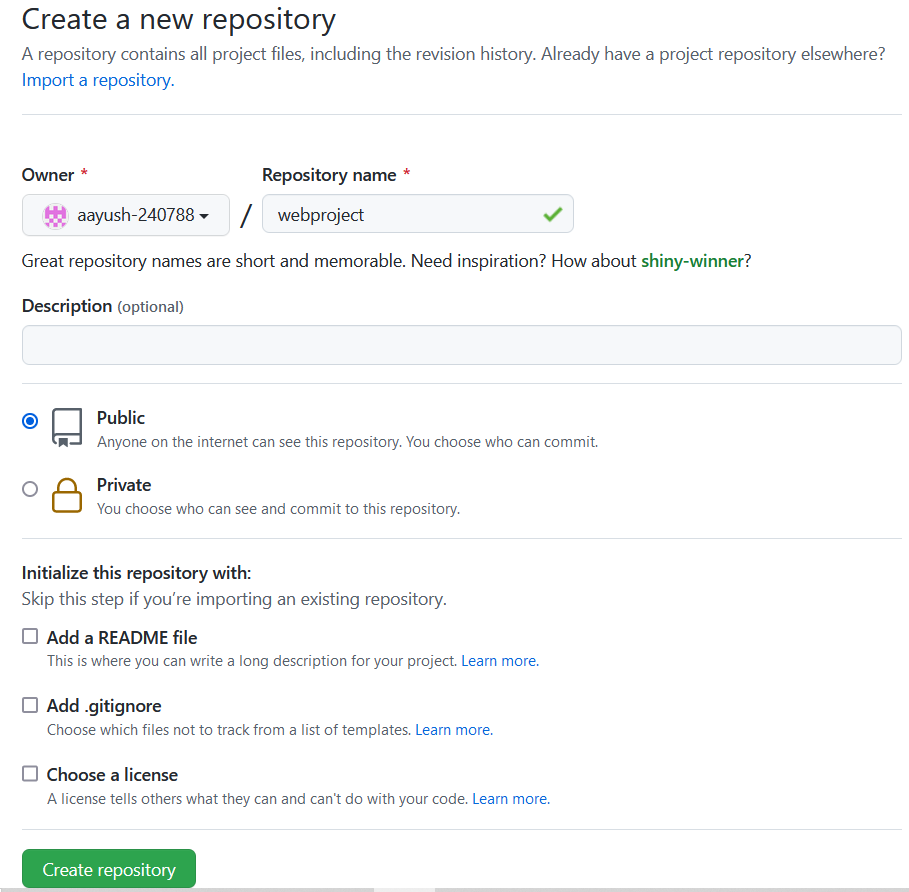 Create a new repository
A repository contains all project files, including the revision history. Already have a project repository elsewhere?
Import a repository.
Owner * Repository name *
aayush-240788 / webproject
Great repository names are short and memorable. Need inspiration? How about shiny-winner?
Description (optional)
Public
Anyone on the internet can see this repository. You choose who can commit.
Private
You choose who can see and commit to this repository.
Initialize this repository with:
Skip this step if you’re importing an existing repository.
Add a README file
This is where you can write a long description for your project. Learn more.
Add .gitignore
Choose which files not to track from a list of templates. Learn more.
Choose a license
A license tells others what they can and can't do with your code. Learn more.
Create repository